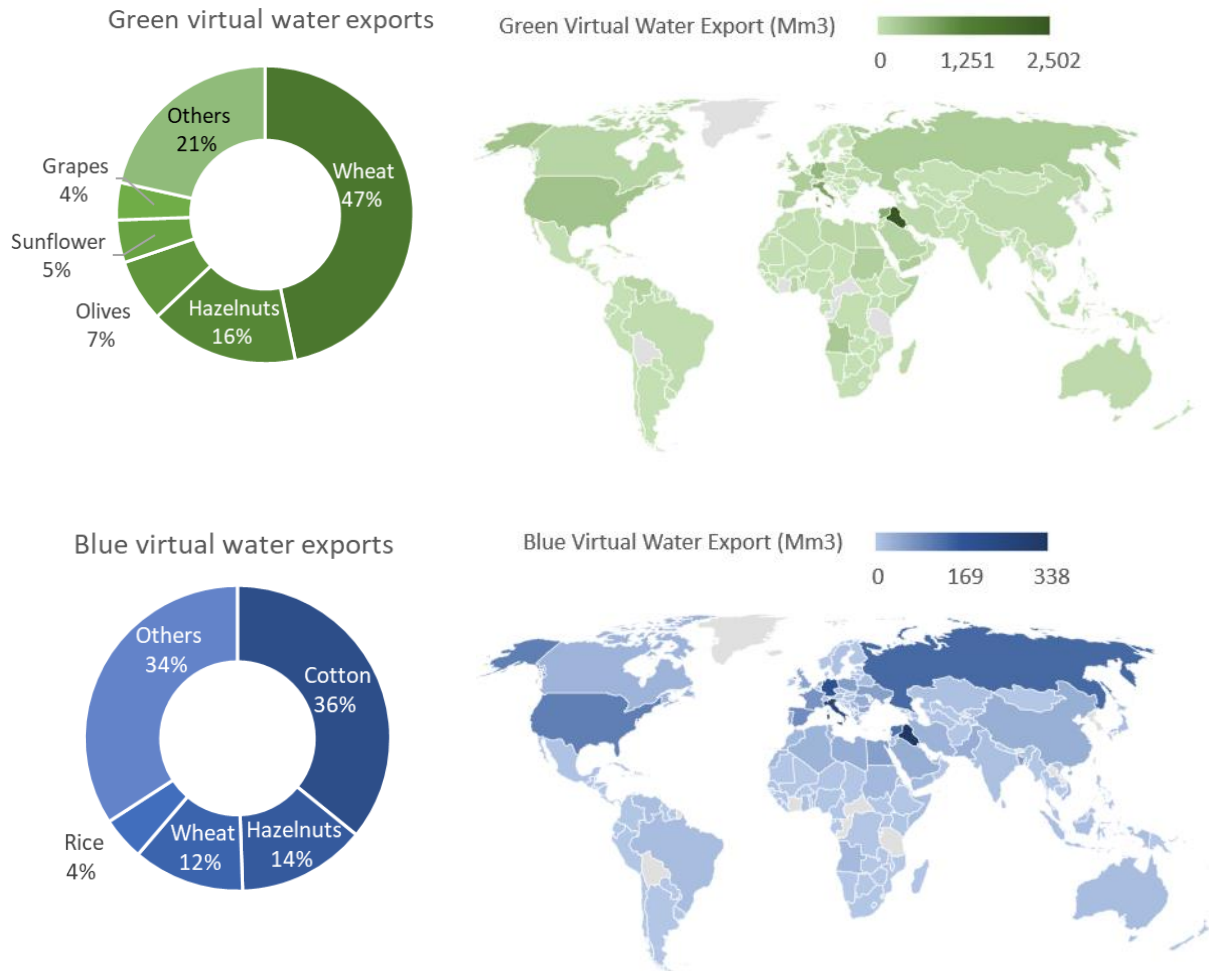 Green virtual water exports
Others
21%
Grapes
4%
Sunflower
5%
Olives
7%
Hazelnuts
16%
Wheat
47%
Green Virtual Water Export (Mm3)
0 1,251 2,502
Blue virtual water exports
Others
34%
Cotton
36%
Rice
4%
Wheat
12%
Hazelnuts
14%
Blue Virtual Water Export (Mm3)
0 169 338